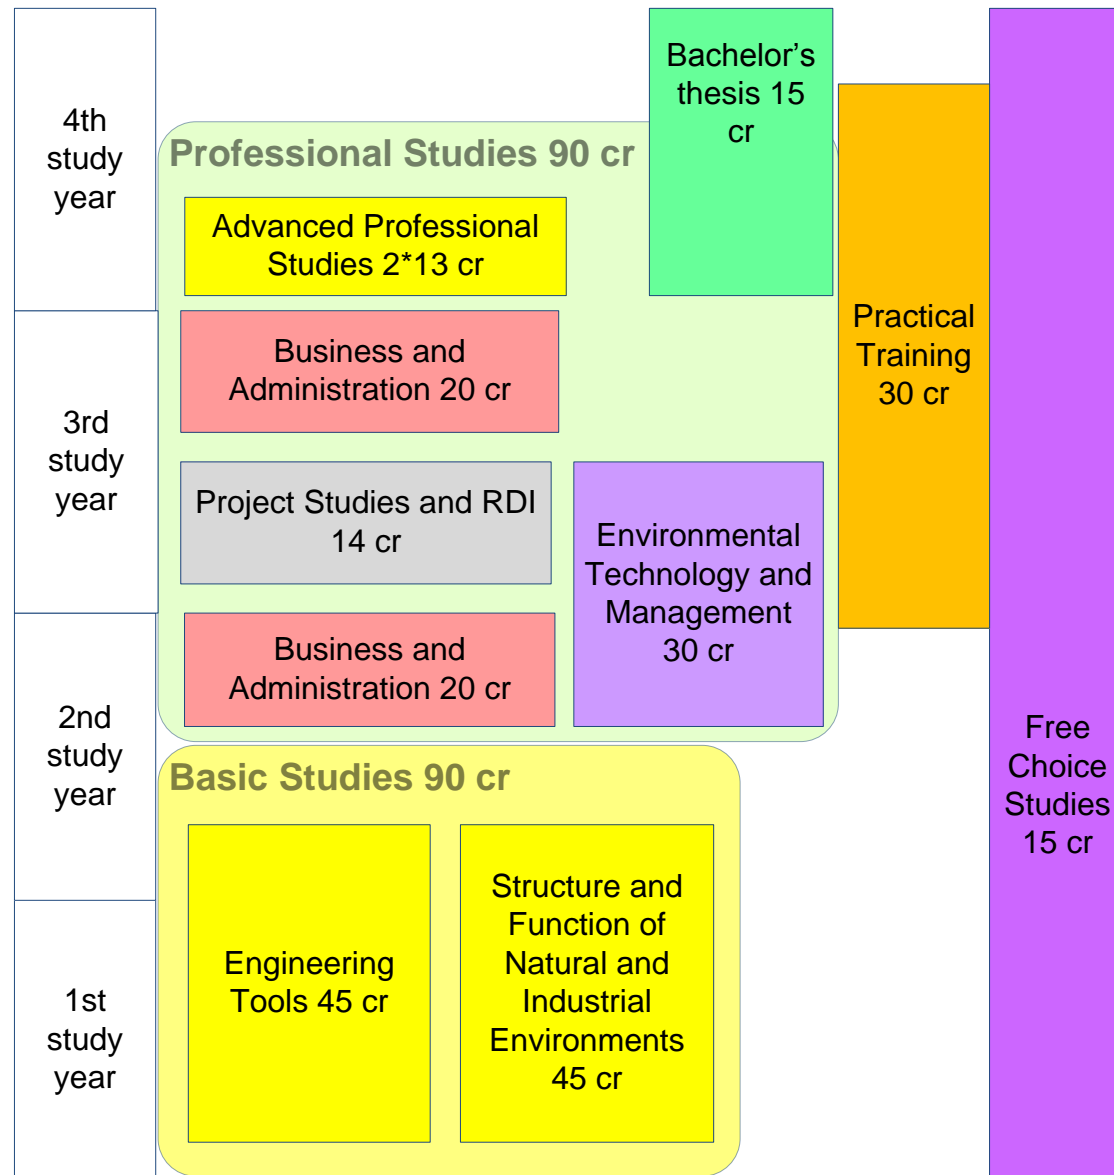 4th
study
year
3rd
study
year
2nd
study
year
1st
study
year
Professional Studies 90 cr
Advanced Professional
Studies 2*13 cr
Business and
Administration 20 cr
Project Studies and RDI
14 cr
Business and
Administration 20 cr
Environmental
Technology and
Management
30 cr
Bachelor’s
thesis 15
cr
Practical
Training
30 cr
Free
Choice
Studies
15 cr
Basic Studies 90 cr
Engineering
Tools 45 cr
Structure and
Function of
Natural and
Industrial
Environments
45 cr